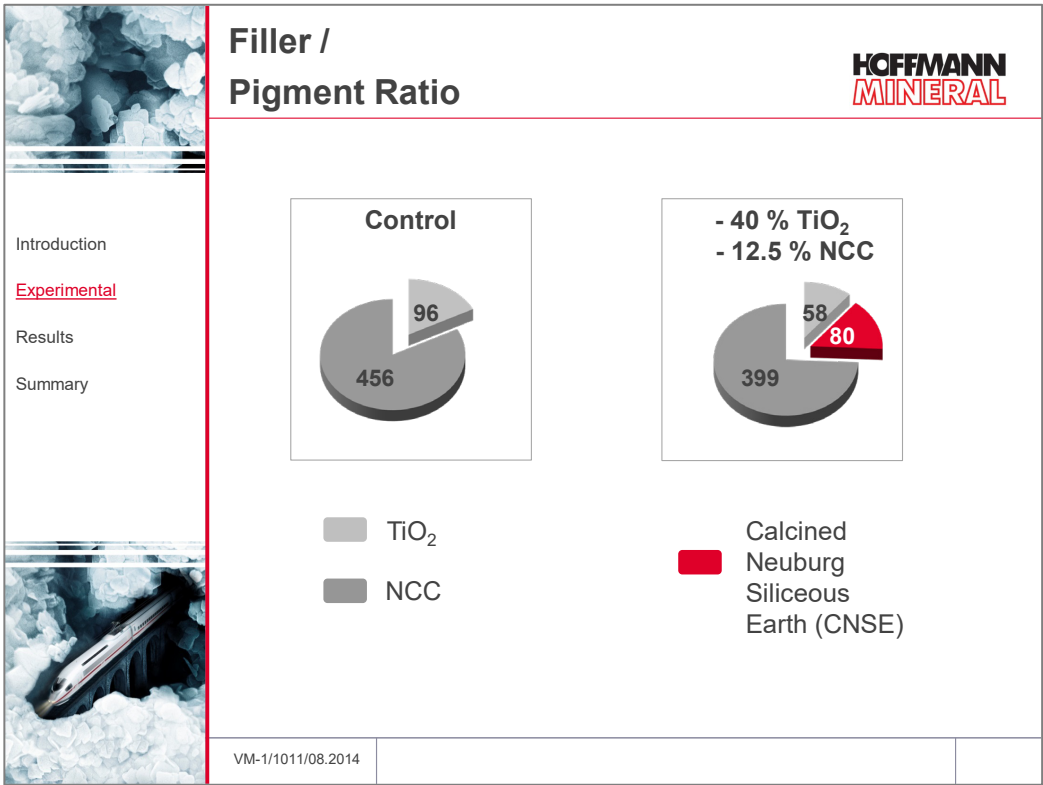 Filler /
Pigment Ratio
HOFFMANN
MINERAL
Introduction
Experimental
Results
Summary
Control
96
456
- 40 % TiO₂
- 12.5 % NCC
58
80
399
TiO₂
NCC
Calcined
Neuburg
Siliceous
Earth (CNSE)
VM-1/1011/08.2014